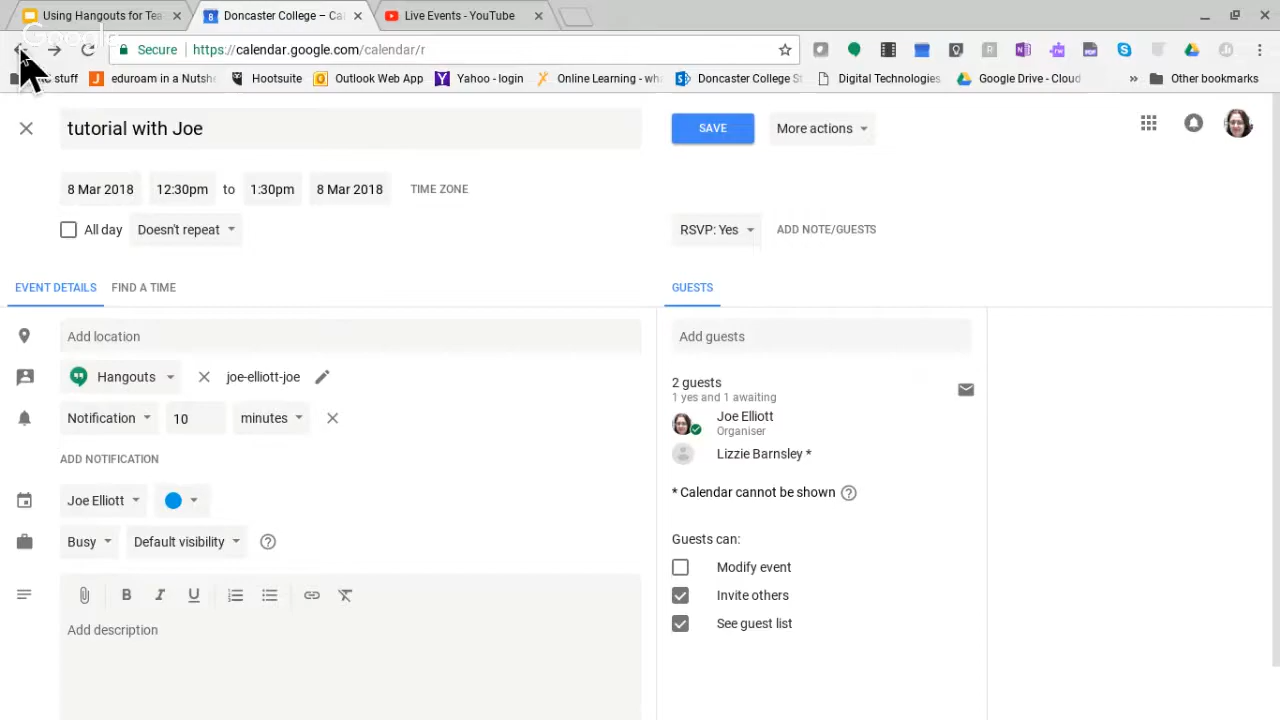 Using Hangouts for Tea
Doncaster College – Ca
Live Events - YouTube
Google
Secure https://calendar.google.com/calendar/r
stuff
eduroam in a Nutsh
Hootsuite
Outlook Web App
Yahoo - login
Online Learning - wh
Doncaster College S
Digital Technologies
Google Drive - Cloud
»
Other bookmarks
tutorial with Joe
SAVE
More actions
8 Mar 2018 12:30pm to 1:30pm 8 Mar 2018 TIME ZONE
All day Doesn't repeat
RSVP: Yes ADD NOTE/GUESTS
EVENT DETAILS FIND A TIME
GUESTS
Add location
Hangouts joe-elliott-joe
Notification 10 minutes
ADD NOTIFICATION
Joe Elliott
Busy Default visibility
B I U
Add description
Add guests
2 guests
1 yes and 1 awaiting
Joe Elliott
Organiser
Lizzie Barnsley *
* Calendar cannot be shown
Guests can:
Modify event
Invite others
See guest list